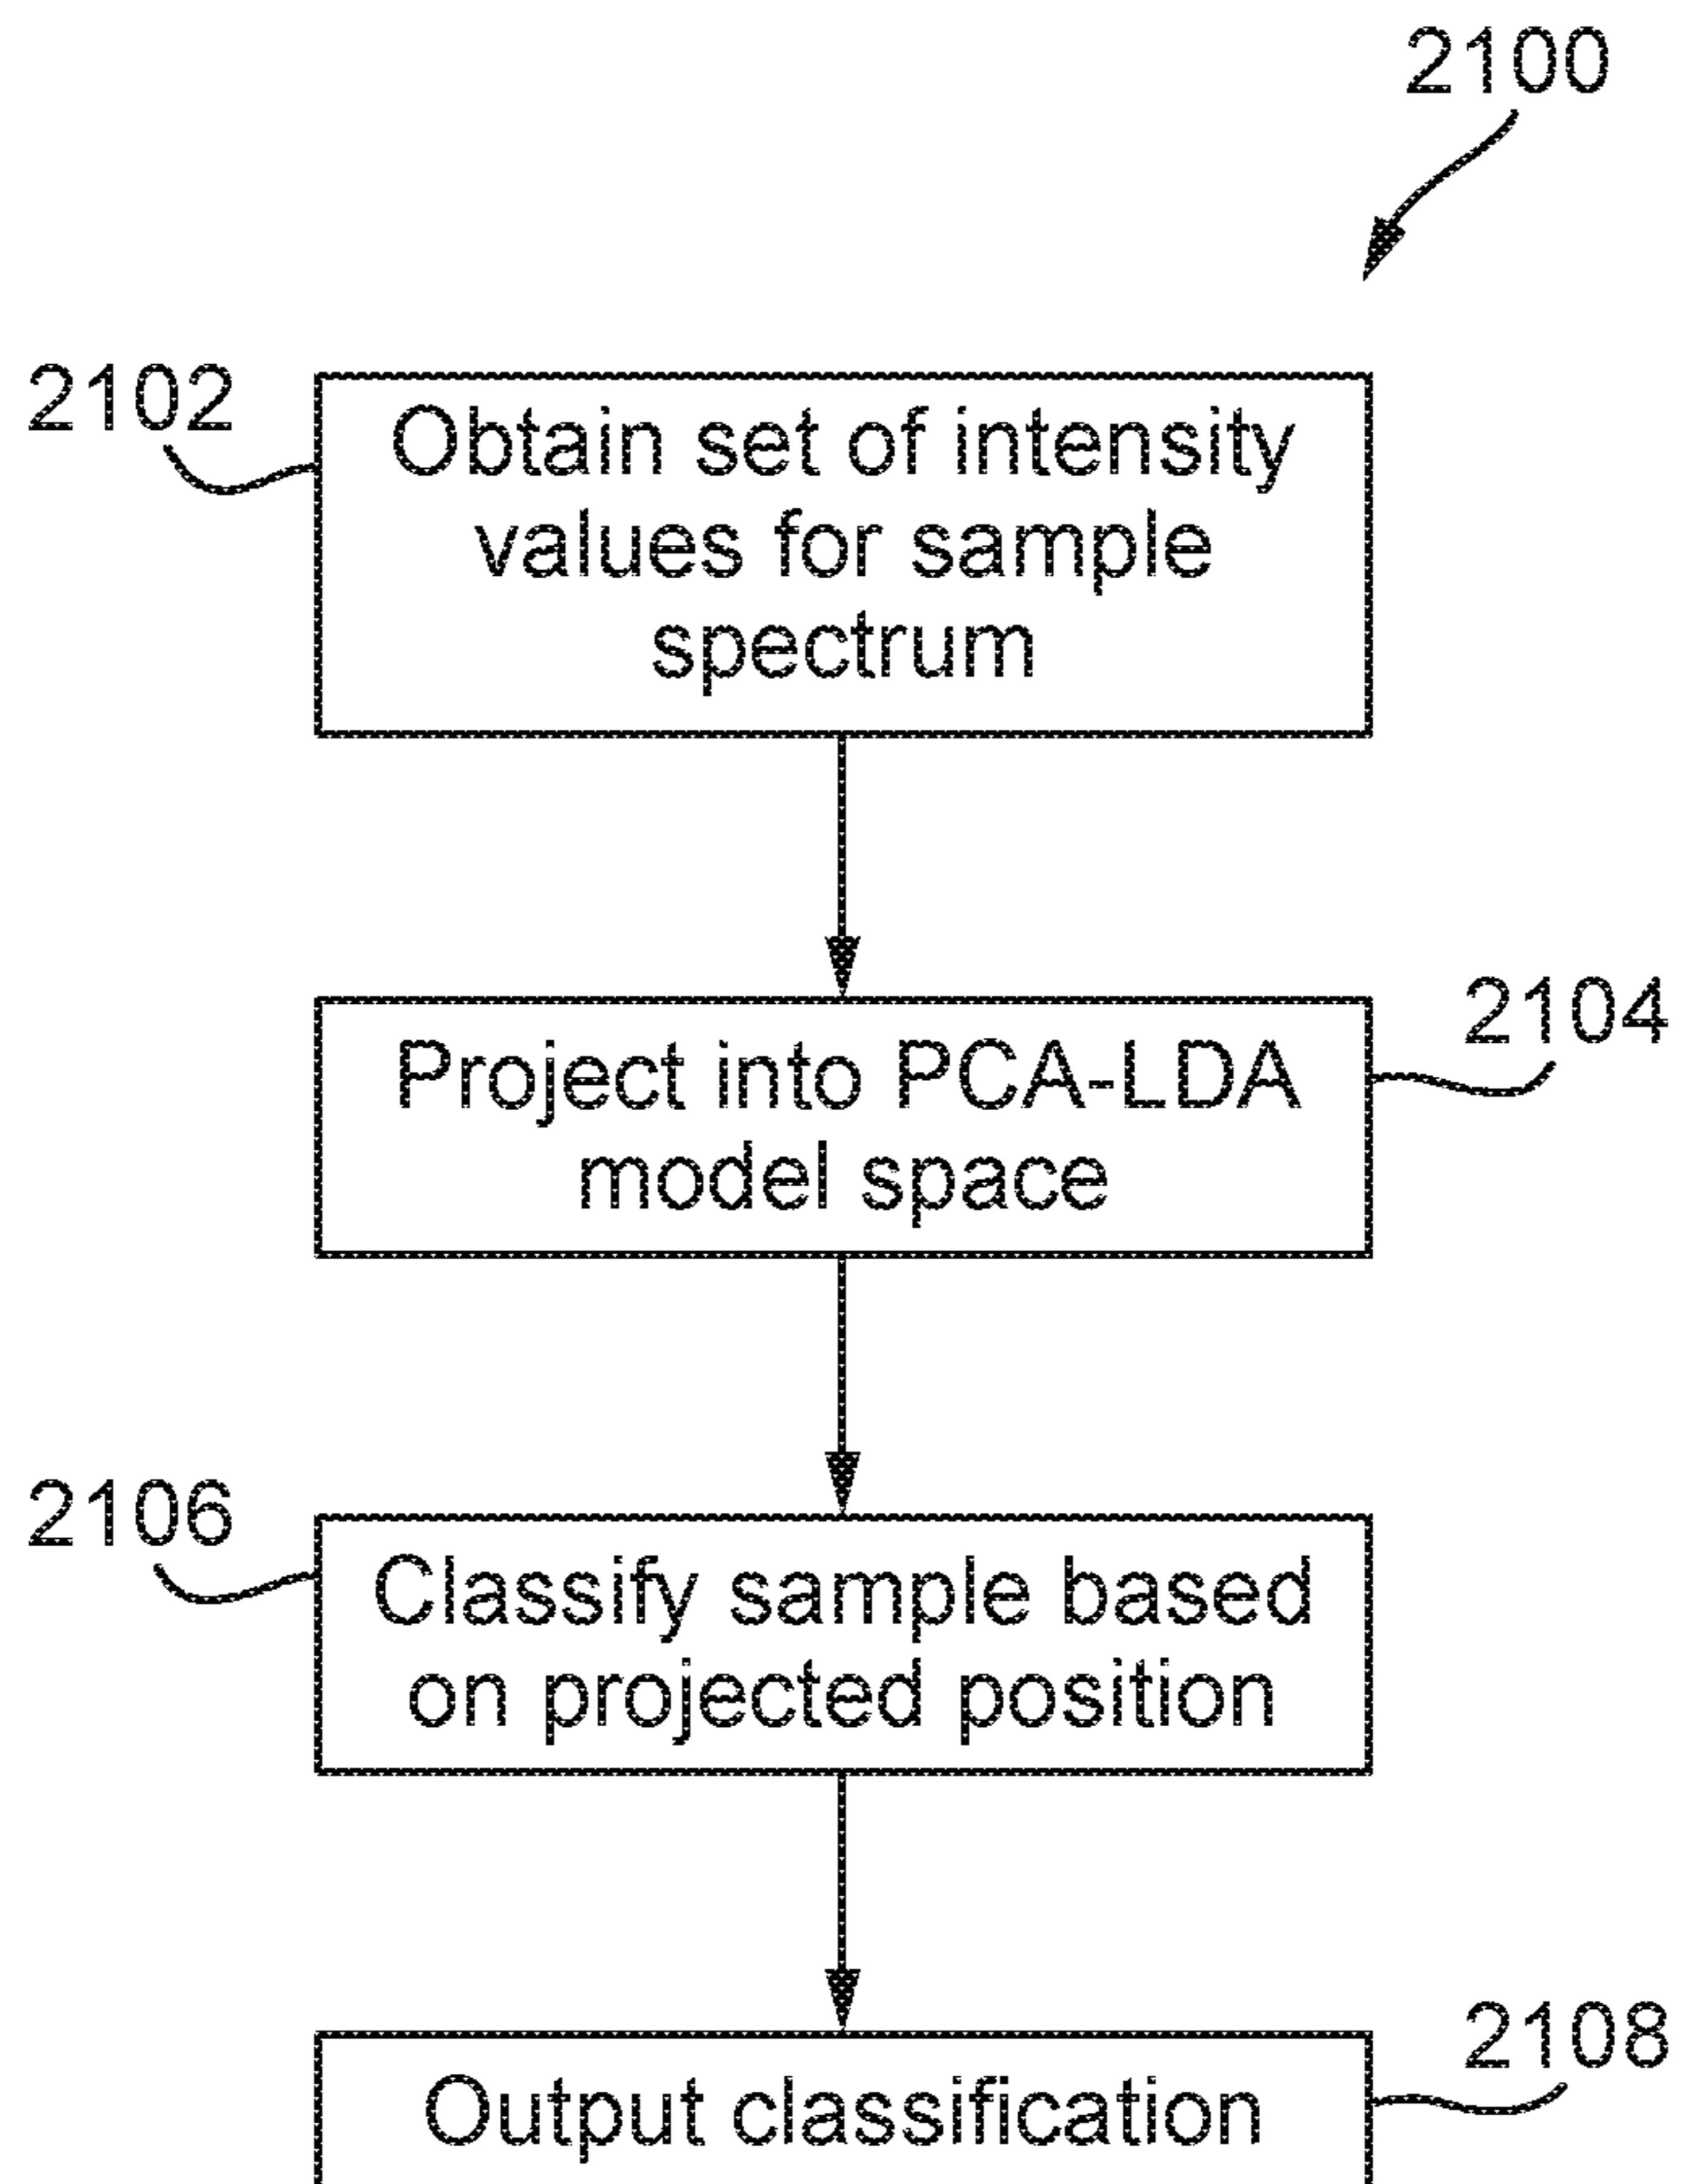 2100
2102
Obtain set of intensity
values for sample
spectrum
2104
Project into PCA-LDA
model space
2106
Classify sample based
on projected position
2108
Output classification